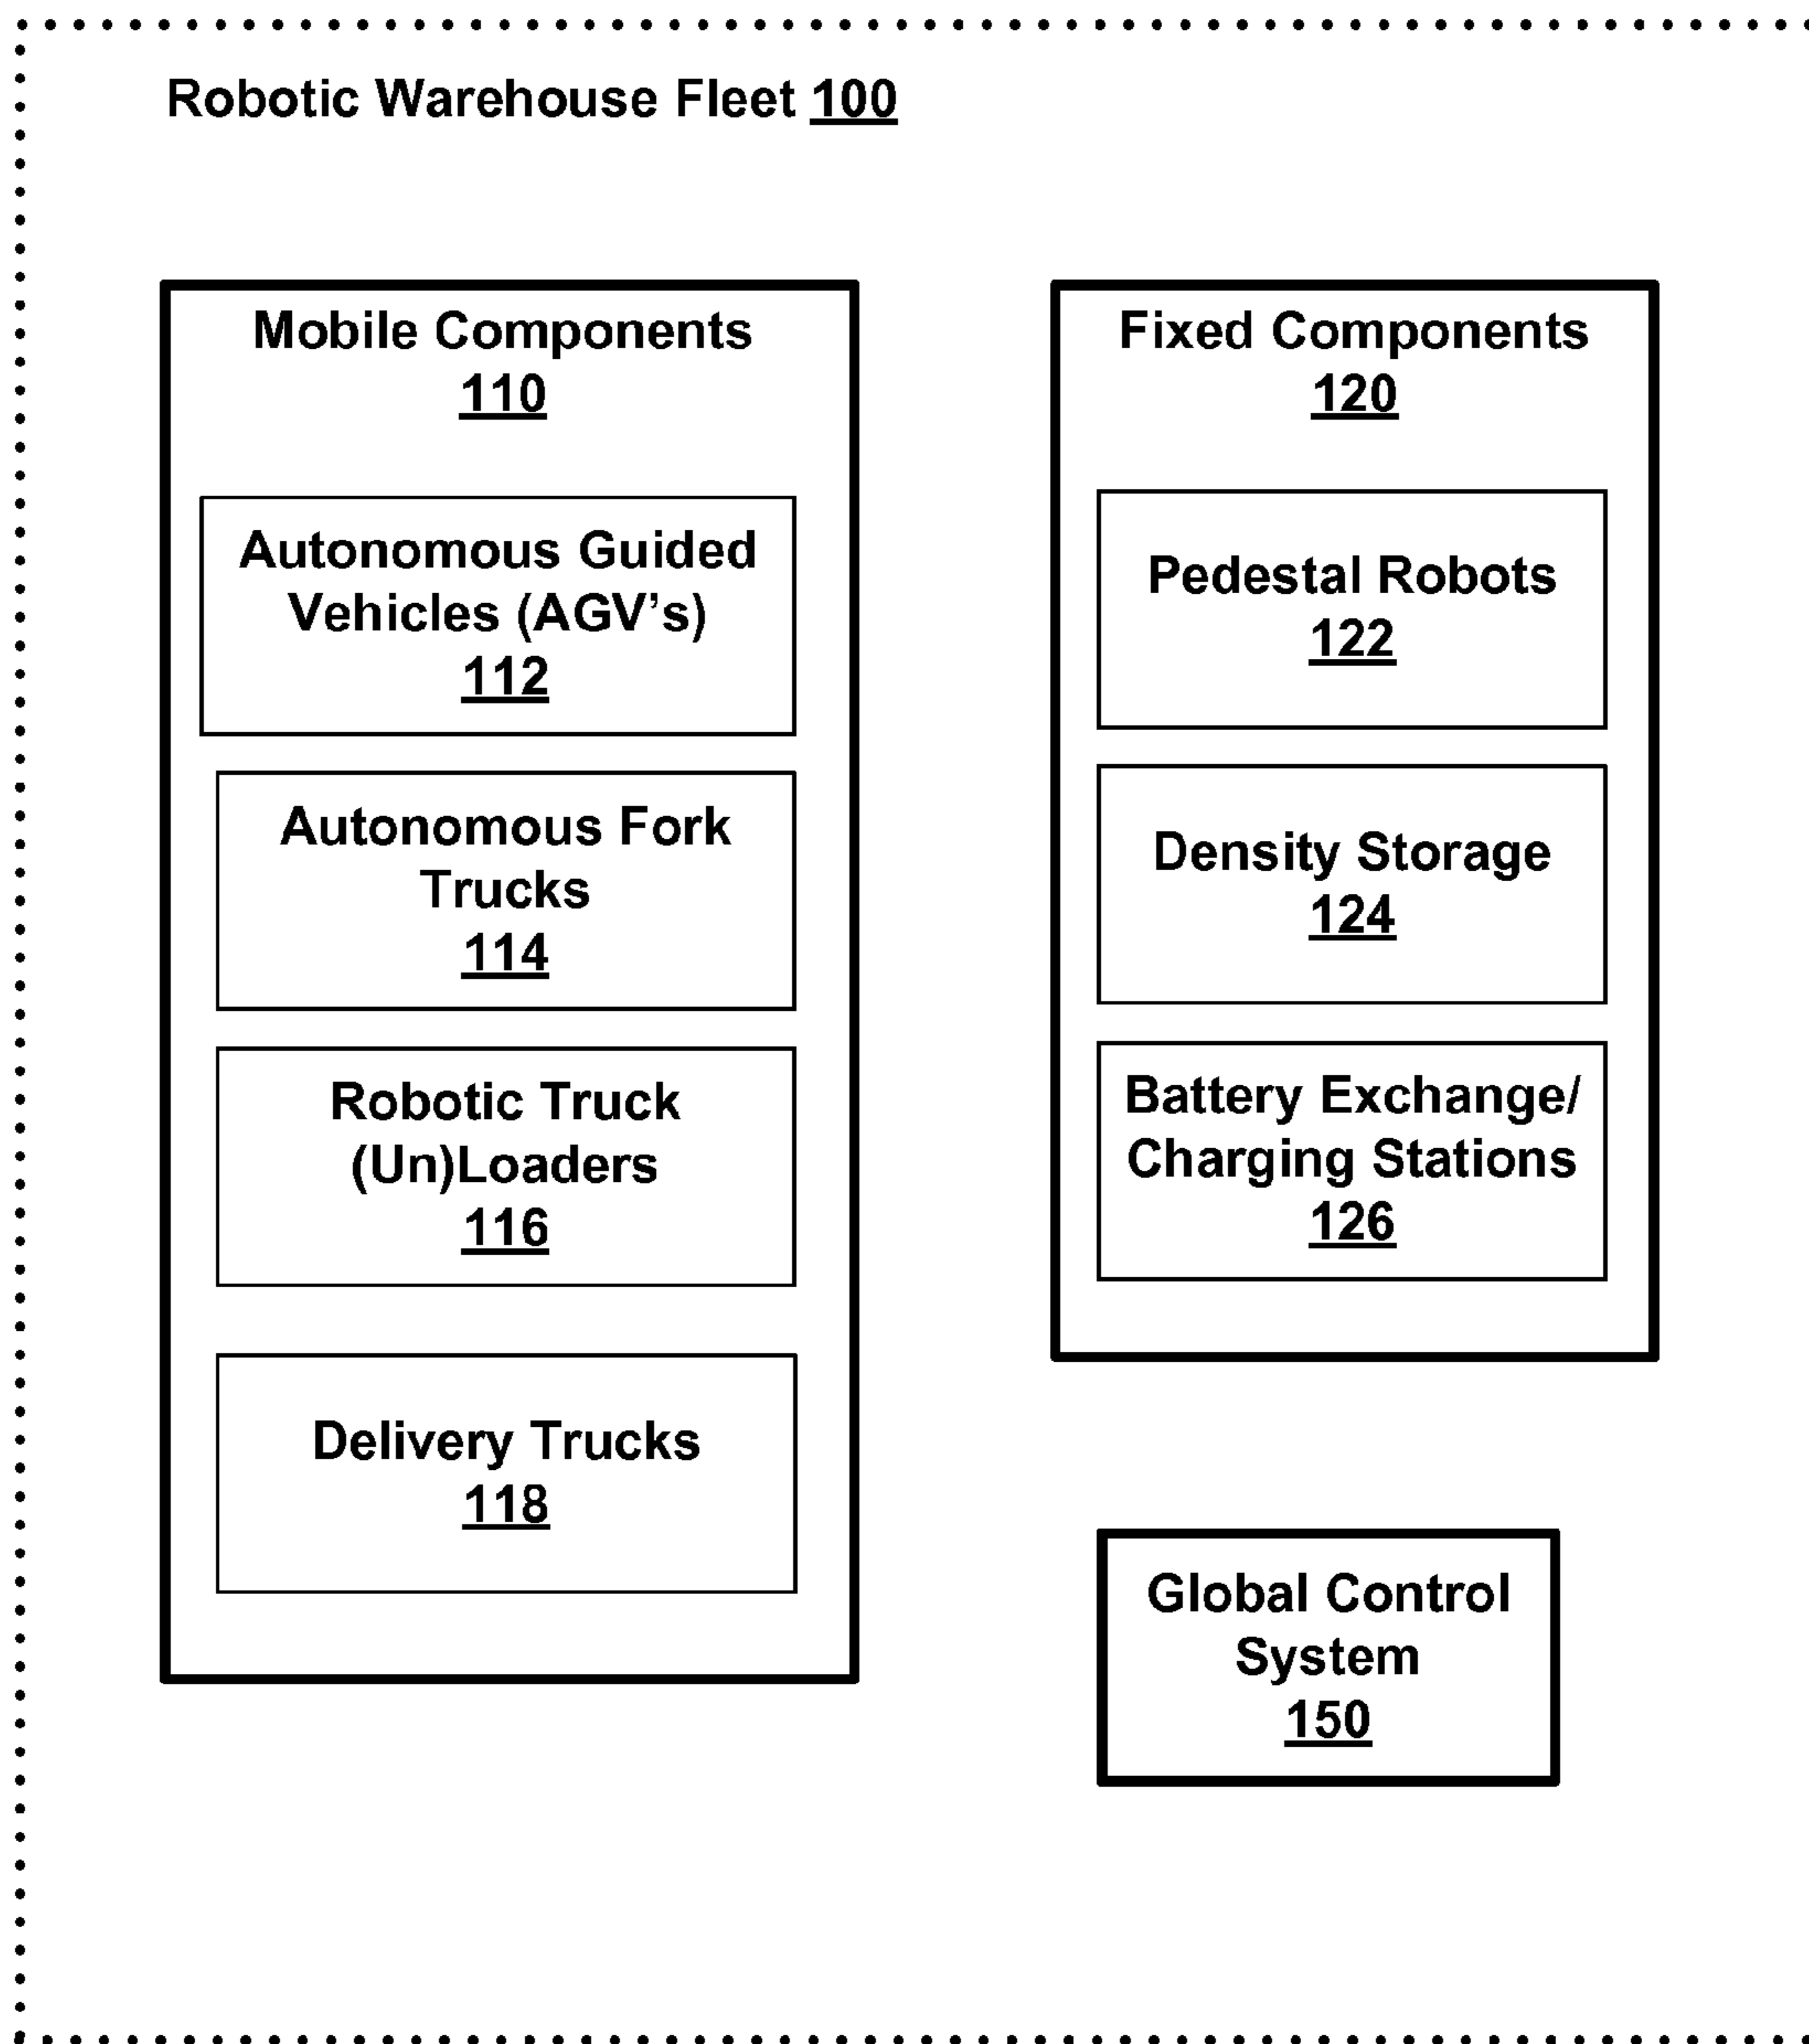 Robotic Warehouse Fleet 100
Mobile Components
110
Autonomous Guided
Vehicles (AGV’s)
112
Autonomous Fork
Trucks
114
Robotic Truck
(Un)Loaders
116
Delivery Trucks
118
Fixed Components
120
Pedestal Robots
122
Density Storage
124
Battery Exchange/
Charging Stations
126
Global Control
System
150